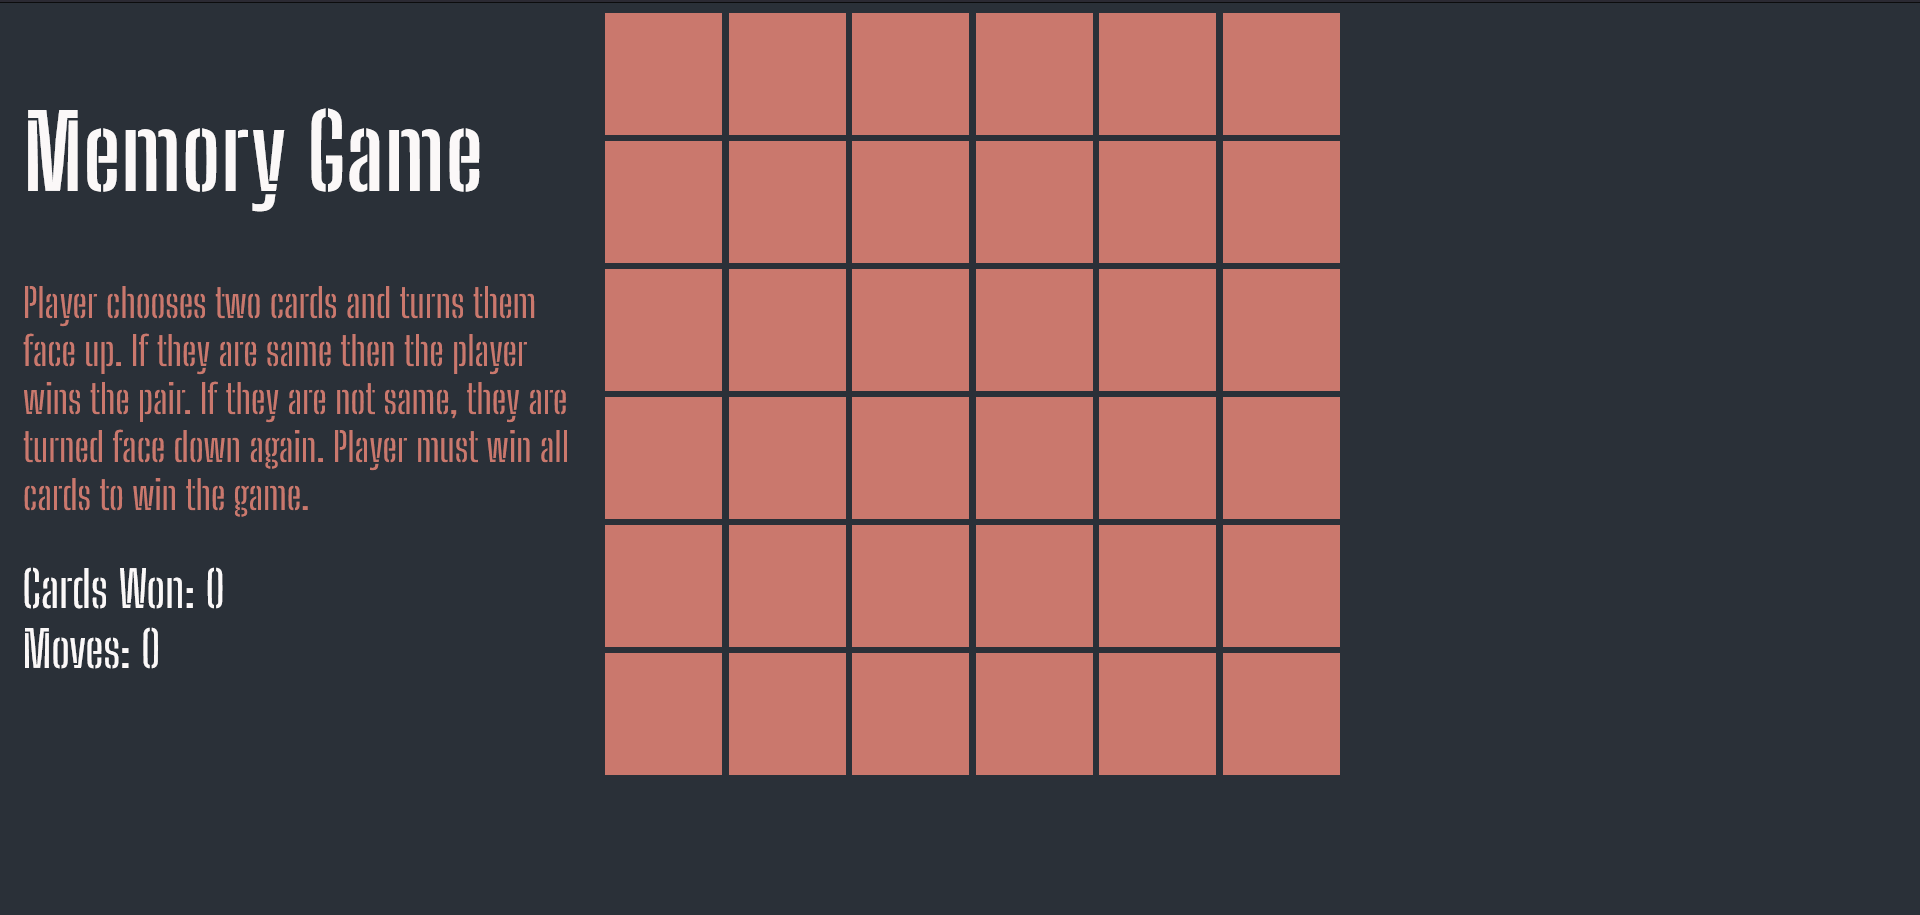 Memory Game
Player chooses two cards and turns them
face up. If they are same then the player
wins the pair. If they are not same, they are
turned face down again. Player must win all
cards to win the game.
Cards Won: 0
Moves: 0